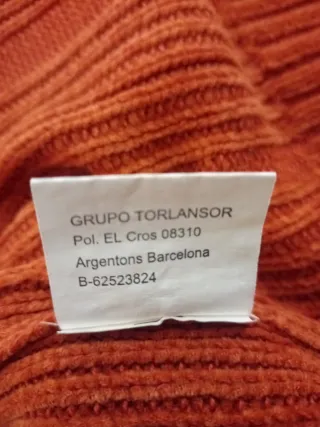 GRUPO TORLANSOR
Pol. EL Cros 08310
Argentons Barcelona
B-62523824